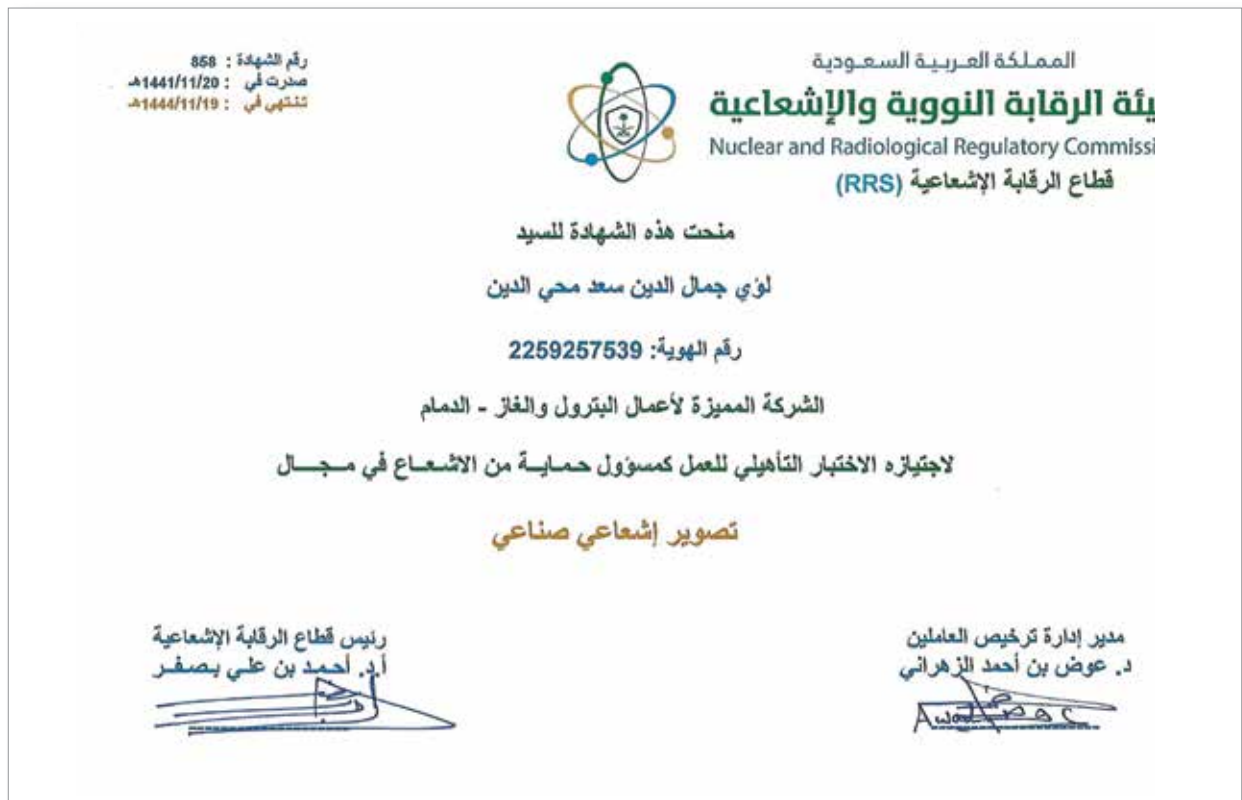 المملكة العربية السعودية
يئة الرقابة النووية والإشعاعية
Nuclear and Radiological Regulatory Commissi
قطاع الرقابة الإشعاعية (RRS)
رقم الشهادة : 858
صدرت في : 1441/11/20هـ
تنتهي في : 1444/11/19هـ
منحت هذه الشهادة للسيد
لؤي جمال الدين سعد محي الدين
رقم الهوية: 2259257539
الشركة المميزة لأعمال البترول والغاز - الدمام
لاجتيازه الاختبار التأهيلي للعمل كمسؤول حماية من الاشعاع في مجال
تصوير إشعاعي صناعي
مدير إدارة ترخيص العاملين
د. عوض بن أحمد الزهراني
Awad عوض
رئيس قطاع الرقابة الإشعاعية
أ.د. أحمد بن علي بصفر